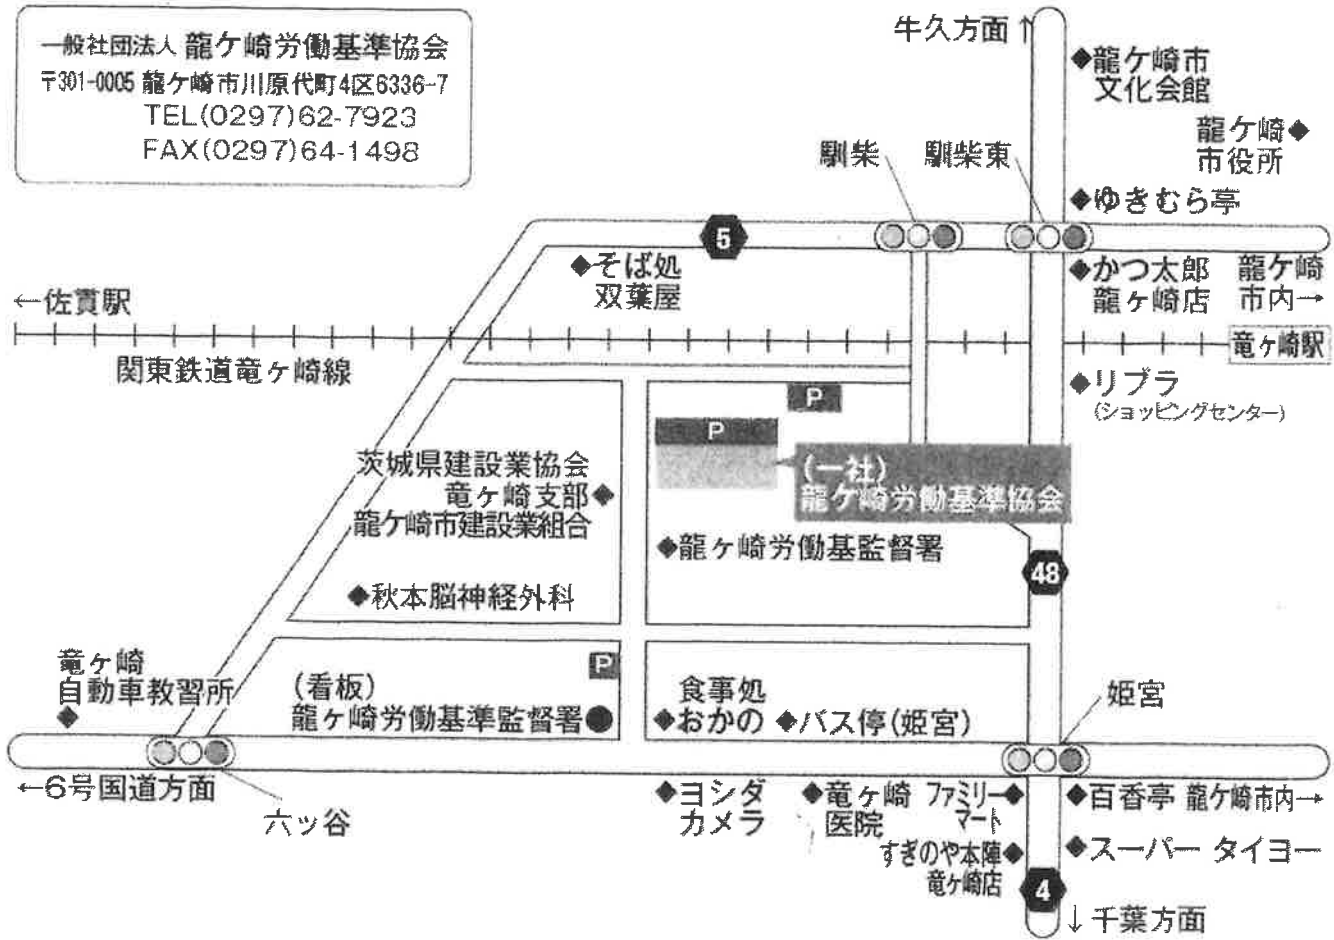 一般社団法人 龍ケ崎労働基準協会
〒301-0005 龍ケ崎市川原代町4区6336-7
TEL(0297)62-7923
FAX(0297)64-1498
牛久方面↑
◆龍ケ崎市
文化会館
龍ケ崎◆
市役所
馴柴
馴柴東
◆ゆきむら亭
5
◆そば処
双葉屋
◆かつ太郎
龍ヶ崎店
龍ケ崎
市内→
←佐貫駅
関東鉄道竜ヶ崎線
竜ヶ崎駅
◆リブラ
(ショッピングセンター)
P
P
(一社)
龍ケ崎労働基準協会
茨城県建設業協会
竜ヶ崎支部◆
龍ケ崎市建設業組合
◆龍ヶ崎労働基監督署
48
◆秋本脳神経外科
竜ヶ崎
自動車教習所
◆
P
(看板)
龍ヶ崎労働基準監督署●
食事処
◆おかの
◆バス停(姫宮)
姫宮
←6号国道方面
六ッ谷
◆ヨシダ
カメラ
◆竜ヶ崎
医院
ファミリー◆
マート
◆百香亭
龍ケ崎市内→
すぎのや本陣◆
竜ヶ崎店
◆スーパー タイヨー
4
↓千葉方面